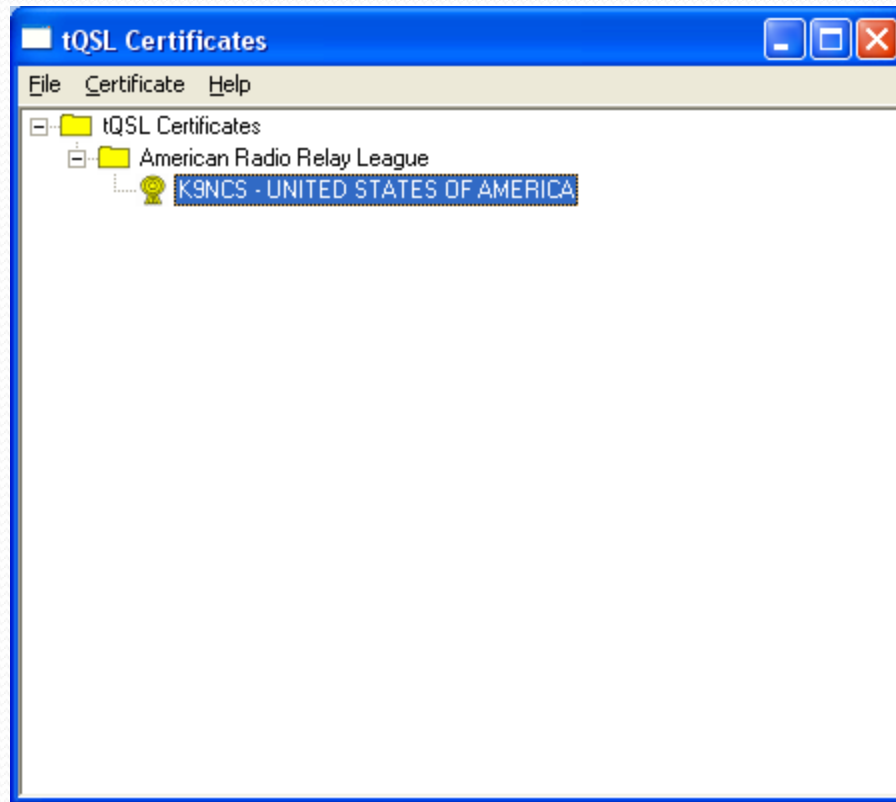 tQSL Certificates
File Certificate Help
tQSL Certificates
American Radio Relay League
K9NCS - UNITED STATES OF AMERICA